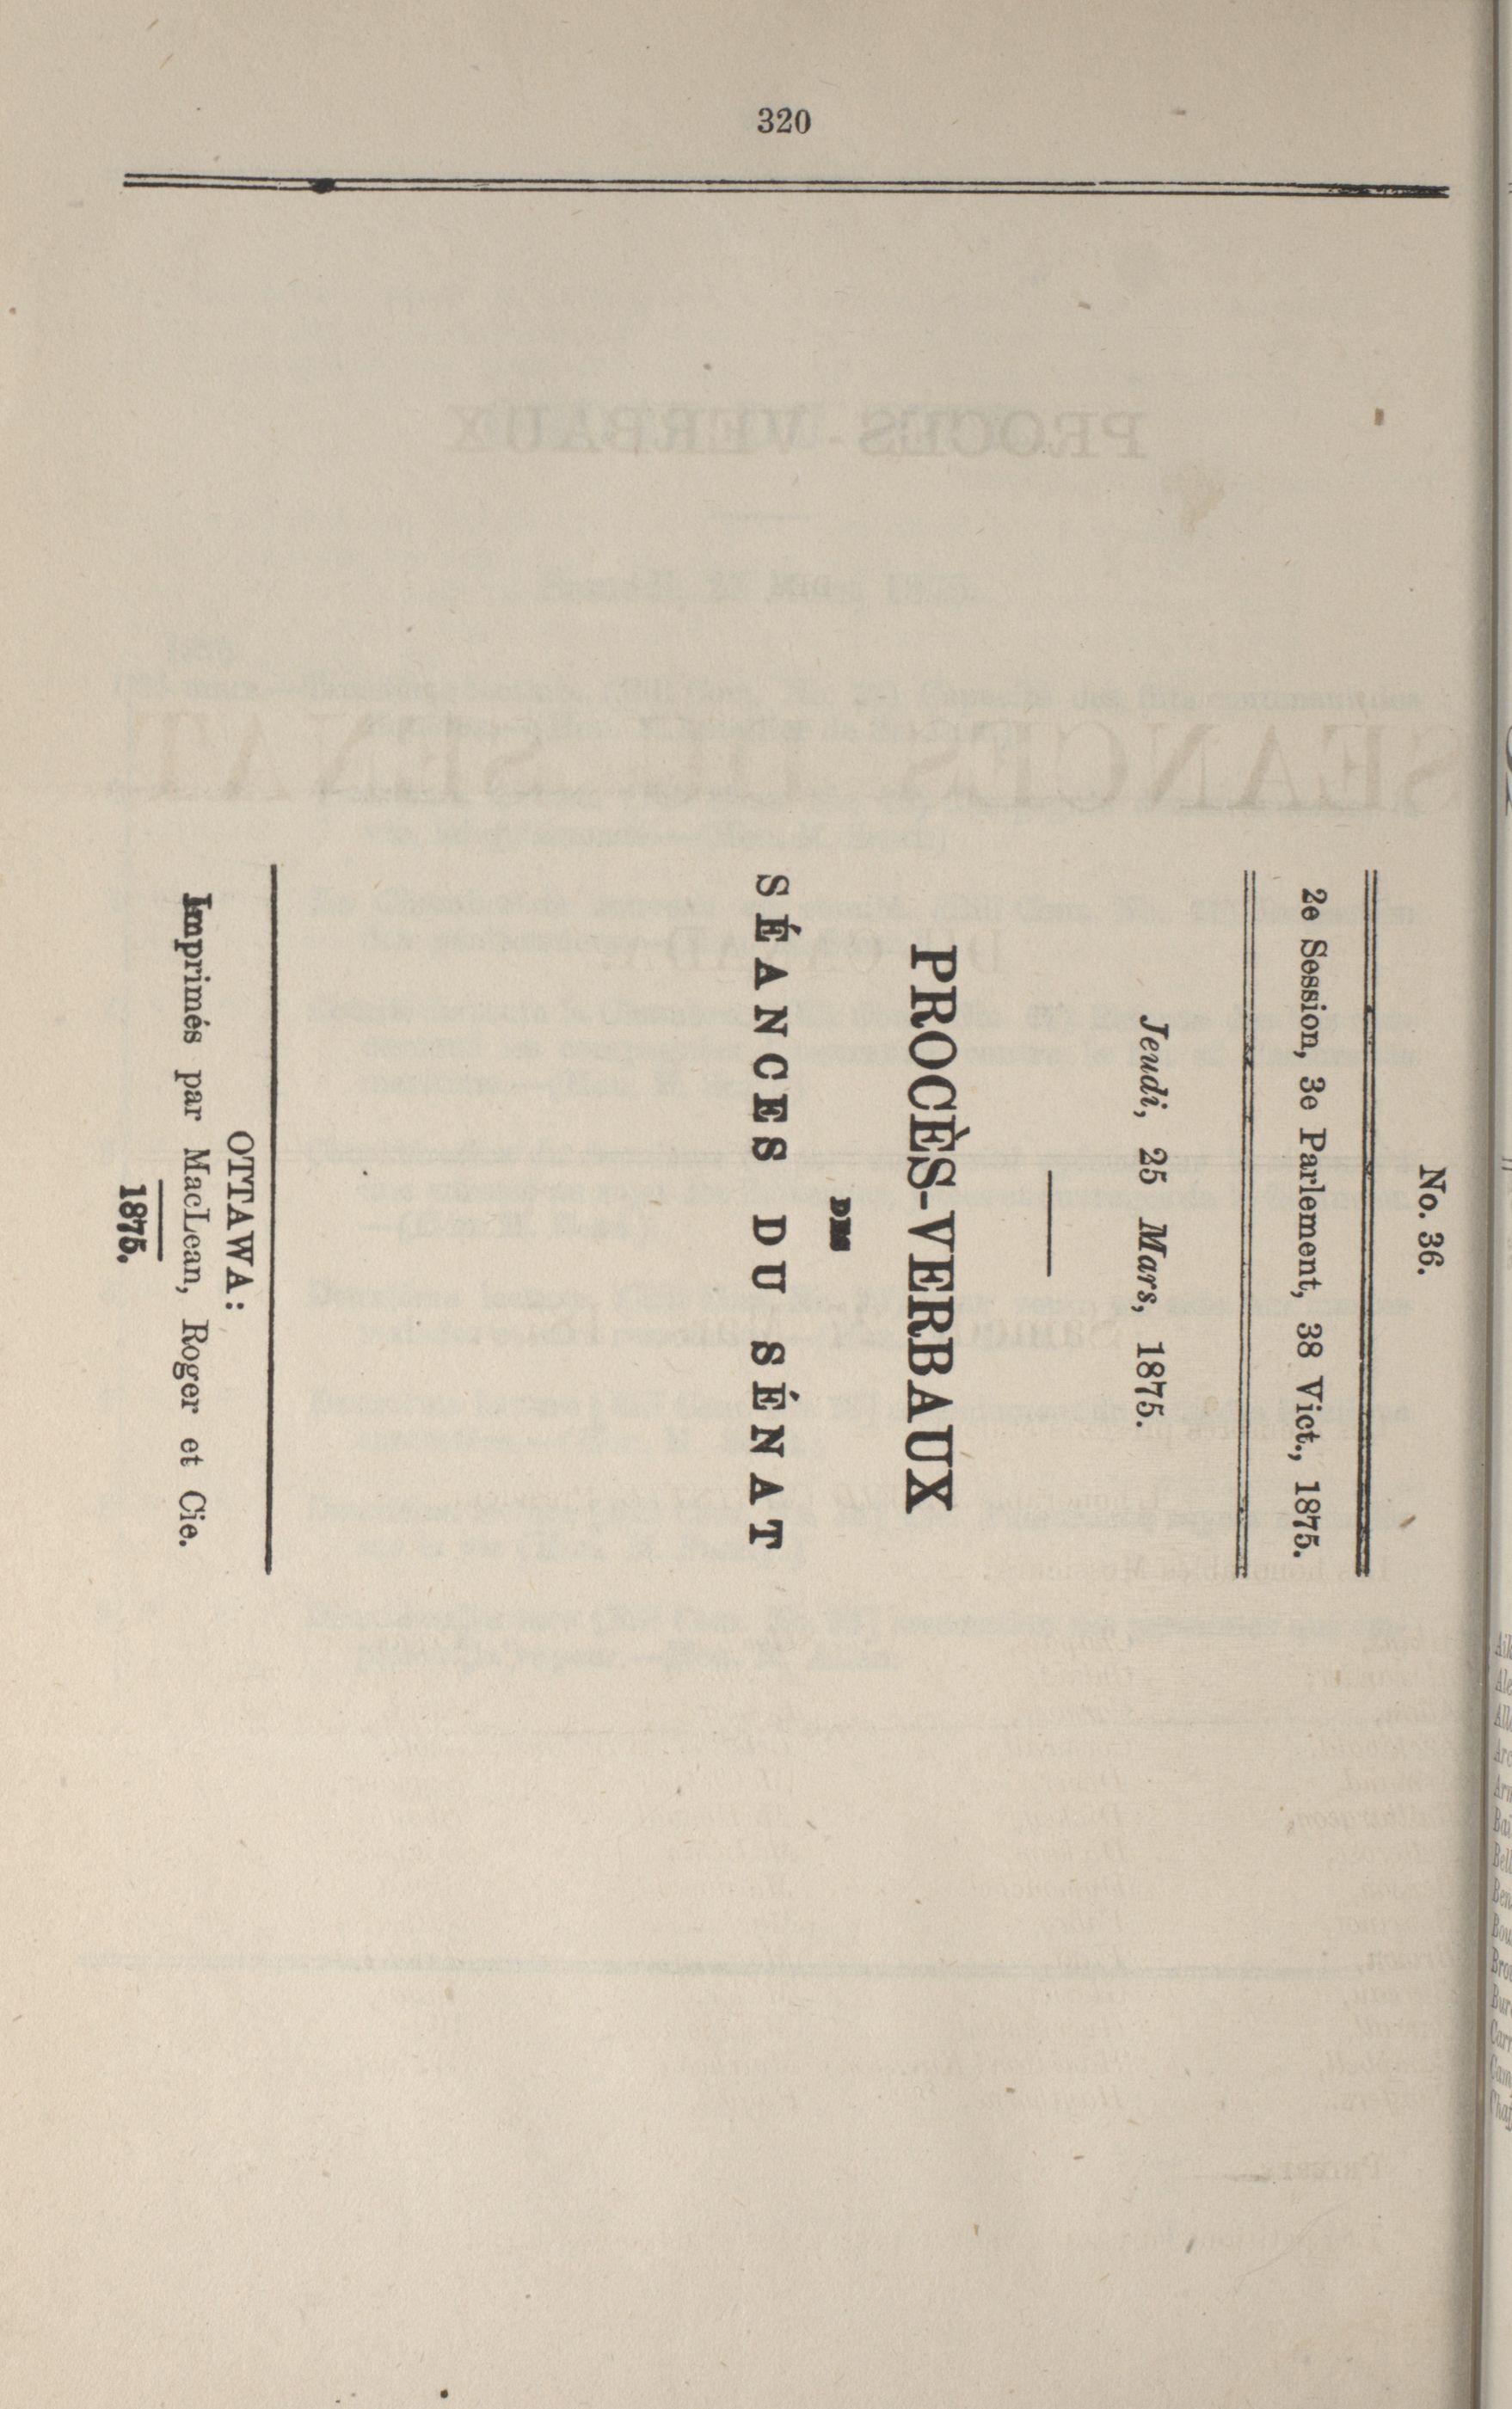 320
No. 36.
2e Session, 3e Parlement, 38 Vict., 1875.
Jeudi, 25 Mars, 1875.
PROCÈS-VERBAUX
DES
SÉANCES DU SÉNAT
OTTAWA:
Imprimés par MacLean, Roger et Cie.
1875.